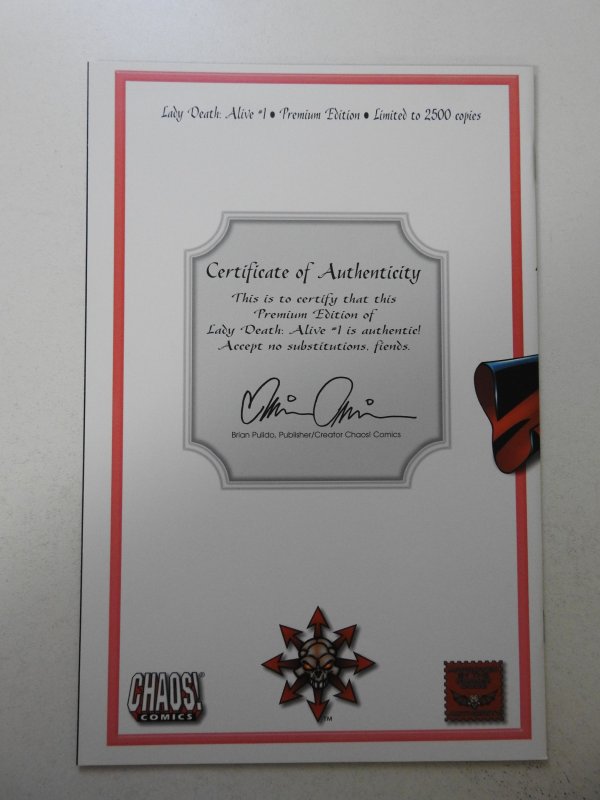 Lady Death: Alive #1 • Premium Edition • Limited to 2500 copies
Certificate of Authenticity
This is to certify that this
Premium Edition of
Lady Death: Alive #1 is authentic!
Accept no substitutions, fiends.
Brian Pulido, Publisher/Creator Chaos! Comics
CHAOS!®
COMICS
TM